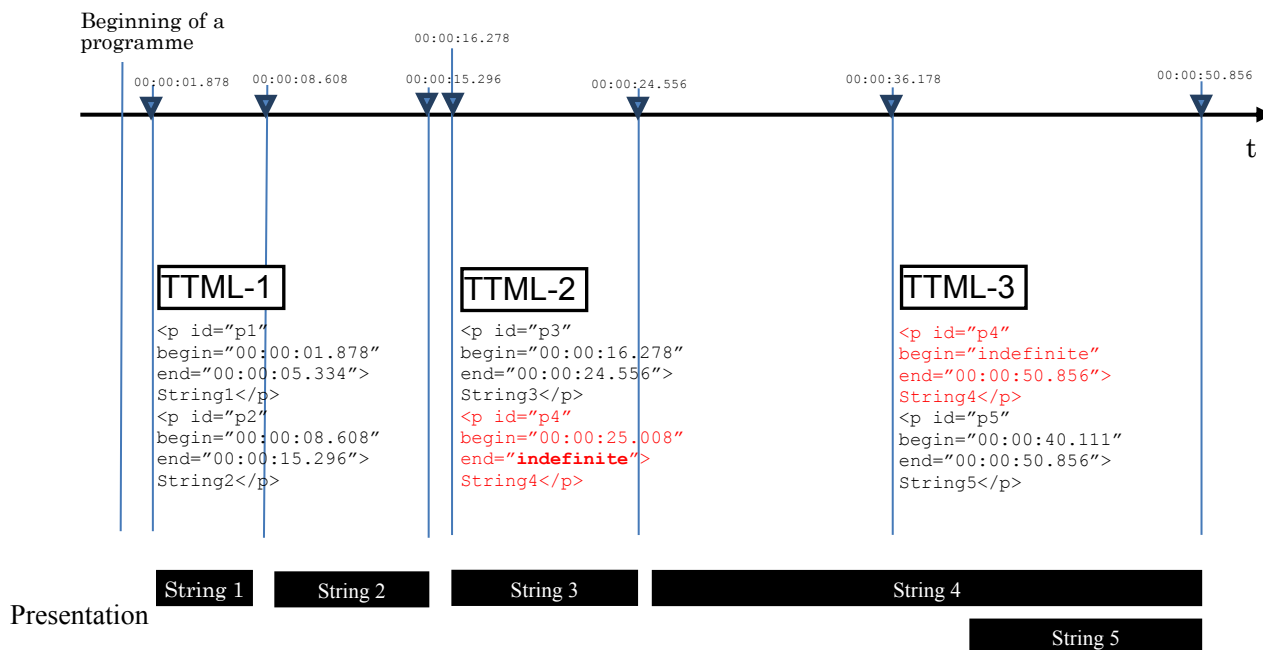 Beginning of a
programme
00:00:16.278
00:00:01.878
00:00:08.608
00:00:15.296
00:00:24.556
00:00:36.178
00:00:50.856
t
TTML-1
<p id=”p1”
begin=”00:00:01.878”
end=”00:00:05.334”>
String1</p>
<p id=”p2”
begin=”00:00:08.608”
end=”00:00:15.296”>
String2</p>
TTML-2
<p id=”p3”
begin=”00:00:16.278”
end=”00:00:24.556”>
String3</p>
<p id=”p4”
begin=”00:00:25.008”
end=”indefinite”>
String4</p>
TTML-3
<p id=”p4”
begin=”indefinite”
end=”00:00:50.856”>
String4</p>
<p id=”p5”
begin=”00:00:40.111”
end=”00:00:50.856”>
String5</p>
Presentation
String 1
String 2
String 3
String 4
String 5